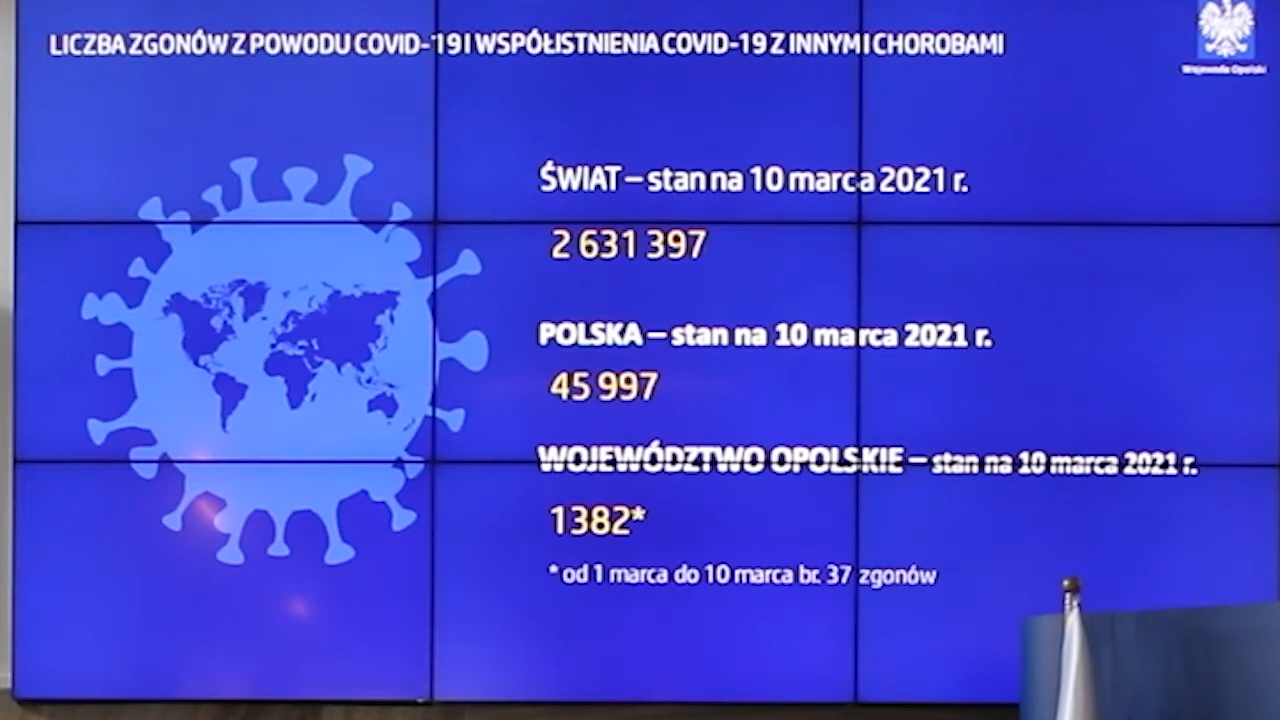 LICZBA ZGONÓW Z POWODU COVID-19 I WSPÓŁISTNIENIA COVID-19 Z INNYMI CHOROBAMI
Wojewoda Opolski
ŚWIAT – stan na 10 marca 2021 r.
2 631 397
POLSKA – stan na 10 marca 2021 r.
45 997
WOJEWÓDZTWO OPOLSKIE – stan na 10 marca 2021 r.
1382*
* od 1 marca do 10 marca br. 37 zgonów